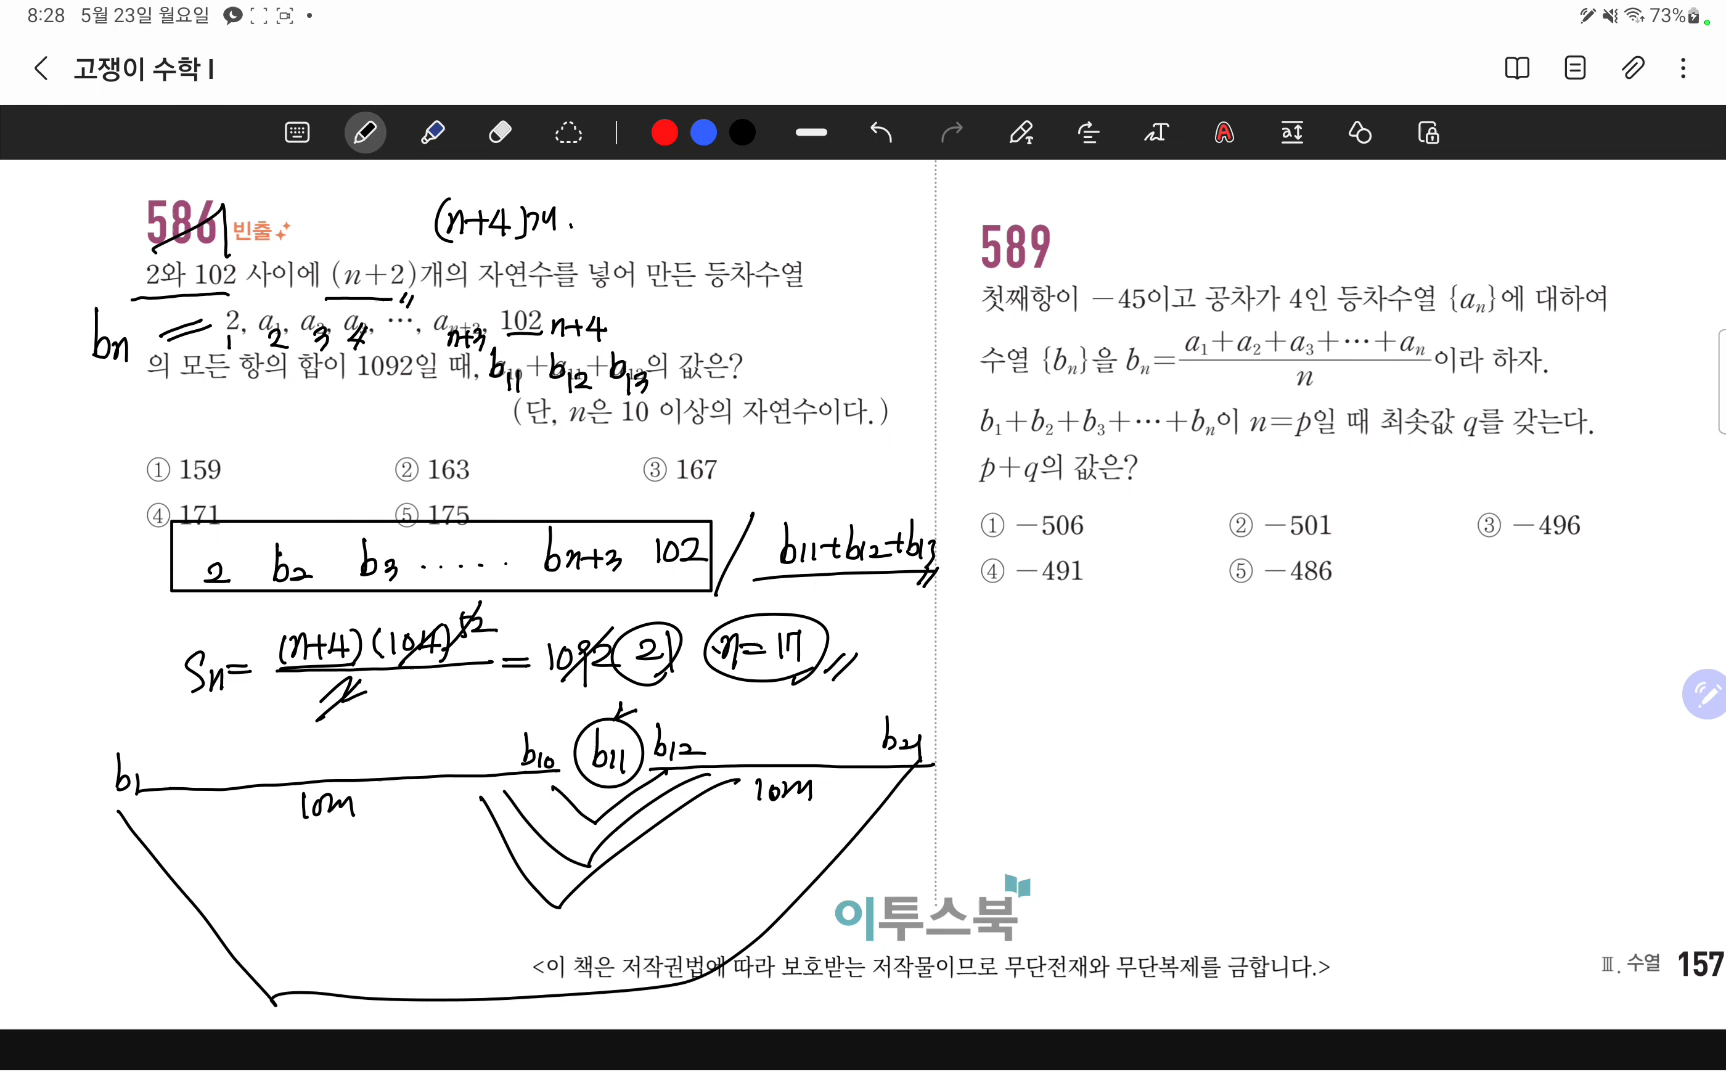 8:28 5월 23일 월요일
73%
고쟁이 수학 I
586 빈출
(n+4)개.
2와 102 사이에 (n+2)개의 자연수를 넣어 만든 등차수열
bn
2, a₁, a₂, a₃, ⋯, aₙ₊₂, 102 n+4
1 2 3 4 n+3
의 모든 항의 합이 1092일 때, b11+b12+b13의 값은?
(단, n은 10 이상의 자연수이다.)
① 159 ② 163 ③ 167
④ 171 ⑤ 175
2 b2 b3 ..... bn+3 102 / b11+b12+b13
Sn = (n+4)(104) 52 / 2 = 1092 21 n=17
b1 b10 b11 b12 b21
10개 10개
589
첫째항이 −45이고 공차가 4인 등차수열 {aₙ}에 대하여
수열 {bₙ}을 bₙ= (a₁+a₂+a₃+⋯+aₙ)/n 이라 하자.
b₁+b₂+b₃+⋯+bₙ이 n=p일 때 최솟값 q를 갖는다.
p+q의 값은?
① −506 ② −501 ③ −496
④ −491 ⑤ −486
이투스북
<이 책은 저작권법에 따라 보호받는 저작물이므로 무단전재와 무단복제를 금합니다.>
Ⅲ. 수열 157